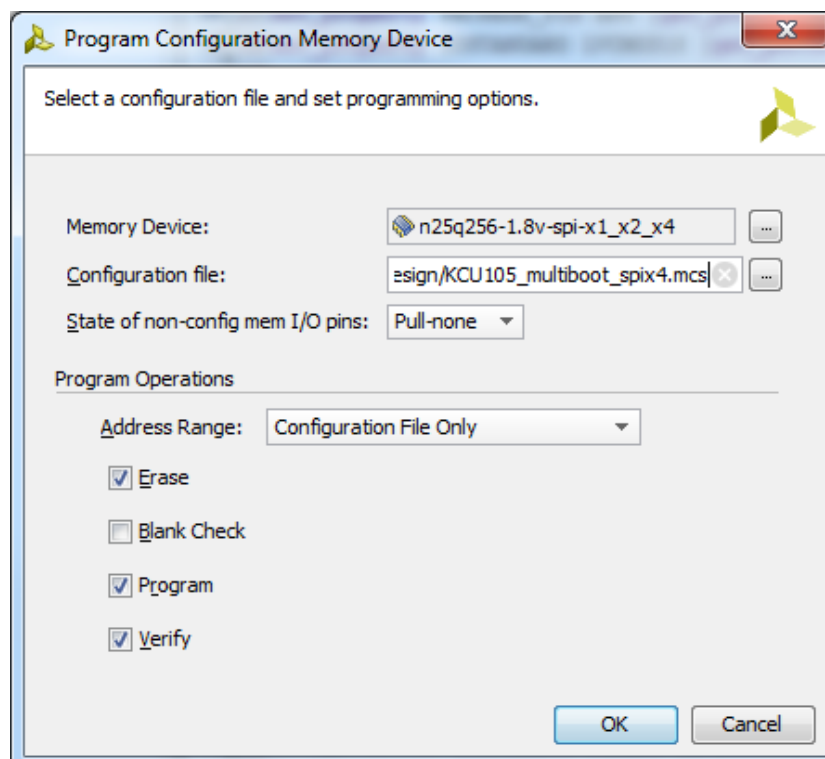 Program Configuration Memory Device
Select a configuration file and set programming options.
Memory Device: n25q256-1.8v-spi-x1_x2_x4 ...
Configuration file: esign/KCU105_multiboot_spix4.mcs ...
State of non-config mem I/O pins: Pull-none
Program Operations
Address Range: Configuration File Only
Erase
Blank Check
Program
Verify
OK Cancel